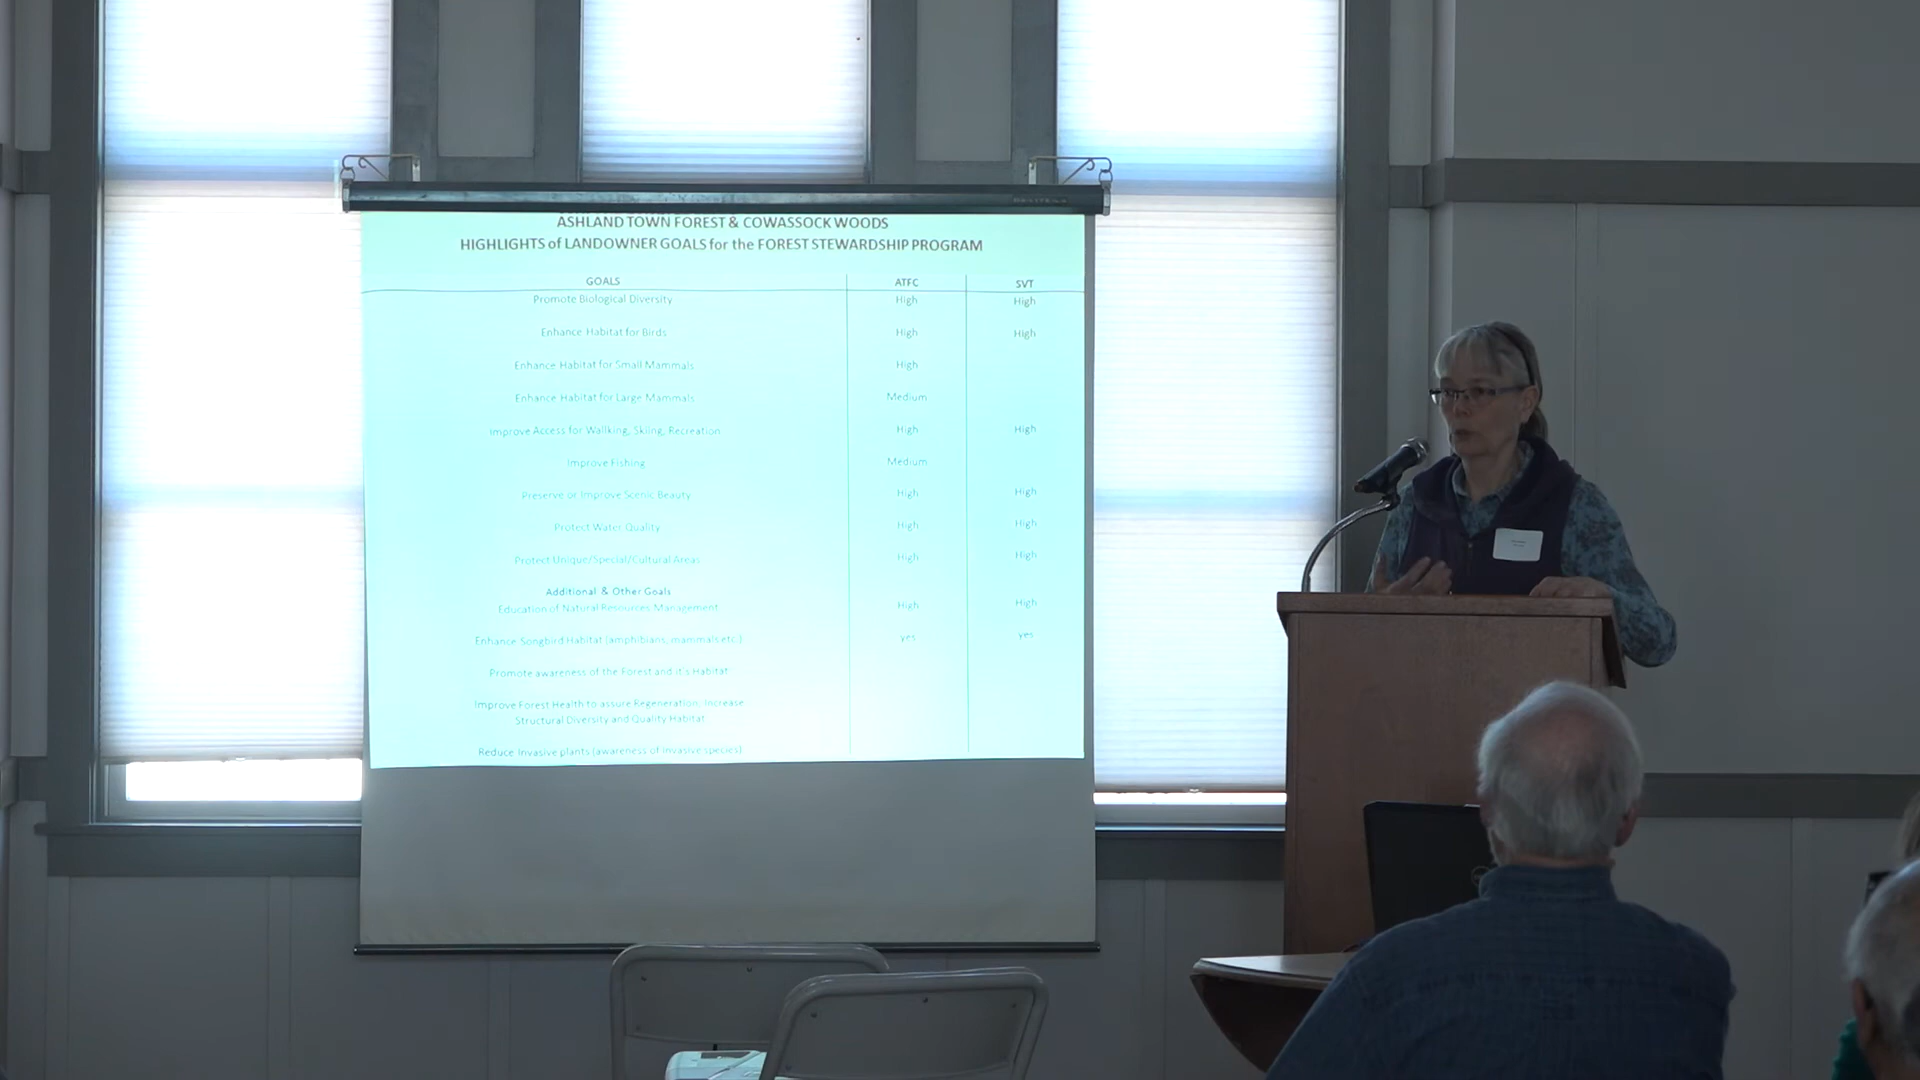 ASHLAND TOWN FOREST & COWASSOCK WOODS
HIGHLIGHTS of LANDOWNER GOALS for the FOREST STEWARDSHIP PROGRAM
GOALS ATFC SVT
Promote Biological Diversity High High
Enhance Habitat for Birds High High
Enhance Habitat for Small Mammals High
Enhance Habitat for Large Mammals Medium
Improve Access for Wallking, Skiing, Recreation High High
Improve Fishing Medium
Preserve or Improve Scenic Beauty High High
Protect Water Quality High High
Protect Unique/Special/Cultural Areas High High
Additional & Other Goals
Education of Natural Resources Management High High
Enhance Songbird Habitat (amphibians, mammals etc.) yes yes
Promote awareness of the Forest and it's Habitat
Improve Forest Health to assure Regeneration, Increase
Structural Diversity and Quality Habitat
Reduce Invasive plants (awareness of invasive species)